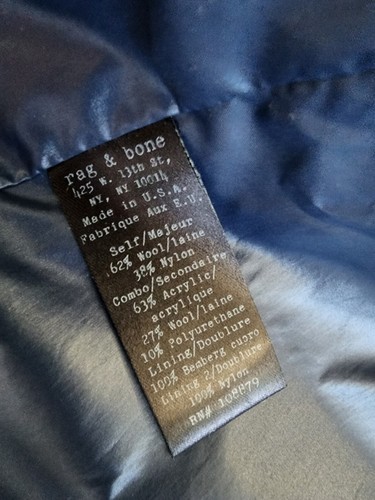 rag & bone
425 W. 13th St,
NY, NY 10014
Made in U.S.A.
Fabrique Aux E.U.
Self/Majeur
62% Wool/laine
38% Nylon
Combo/Secondaire
63% Acrylic/
acrylique
27% Wool/laine
10% Polyurethane
Lining/Doublure
100% Bemberg cupro
Lining 2/Doublure
100% Nylon
RN# 108879